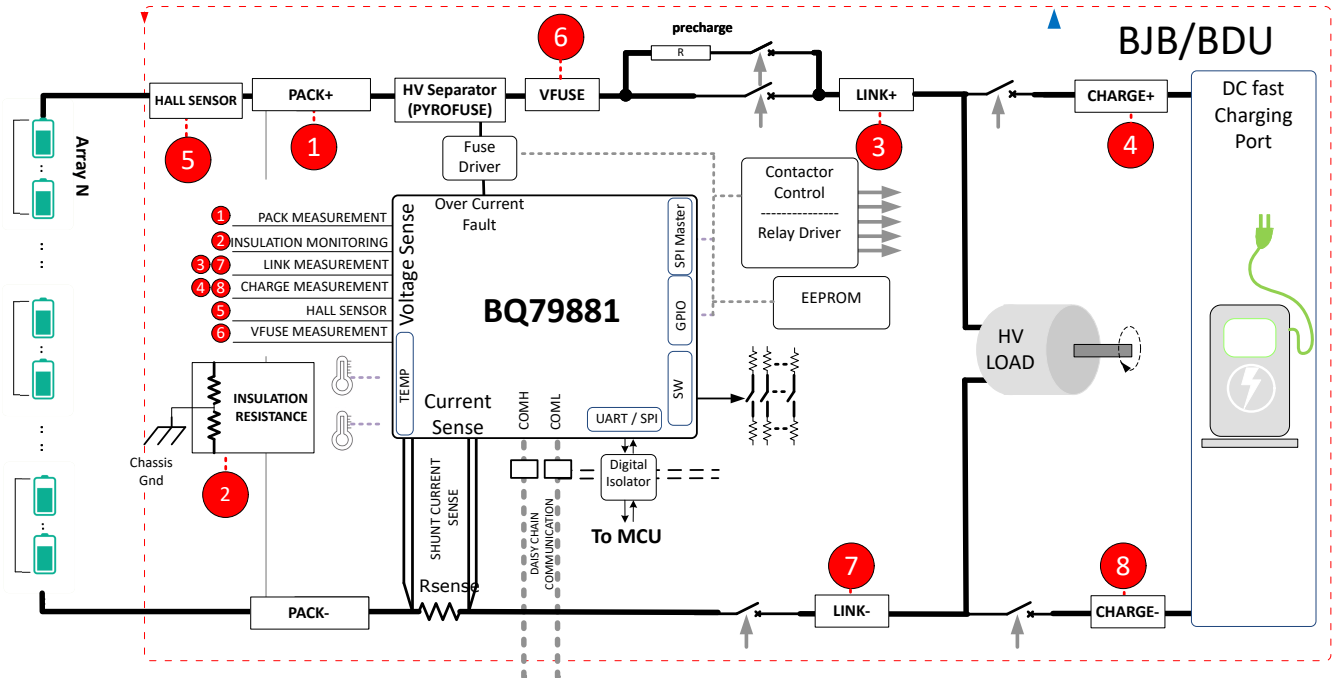 BJB/BDU
precharge
R
6
HALL SENSOR
PACK+
HV Separator
(PYROFUSE)
VFUSE
LINK+
CHARGE+
DC fast
Charging
Port
5
1
3
4
Array N
Fuse
Driver
Contactor
Control
--------------
Relay Driver
Over Current
Fault
1 PACK MEASUREMENT
2 INSULATION MONITORING
3 7 LINK MEASUREMENT
4 8 CHARGE MEASUREMENT
5 HALL SENSOR
6 VFUSE MEASUREMENT
Voltage Sense
SPI Master
GPIO
EEPROM
BQ79881
HV
LOAD
TEMP
SW
INSULATION
RESISTANCE
Current
Sense
COMH
COML
UART / SPI
Chassis
Gnd
2
Digital
Isolator
SHUNT CURRENT
SENSE
DAISY CHAIN
COMMUNICATION
To MCU
Rsense
7
8
PACK-
LINK-
CHARGE-